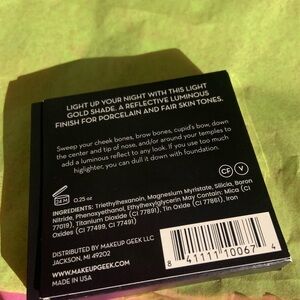 LIGHT UP YOUR NIGHT WITH THIS LIGHT
GOLD SHADE. A REFLECTIVE LUMINOUS
FINISH FOR PORCELAIN AND FAIR SKIN TONES.
Sweep your cheek bones, brow bones, cupid's bow, down
the center and tip of nose, and/or around your temples to
add a luminous reflect to any look. If you use too much
higlighter, you can dull it down with foundation.
24 M
0.25 oz
CF
V
INGREDIENTS: Triethylhexanoin, Magnesium Myristate, Silica, Boron
Nitride, Phenoxyethanol, Ethylhexylglycerin May Contain: Mica (CI
77019), Titanium Dioxide (CI 77891), Tin Oxide (CI 77861), Iron
Oxides (CI 77499, CI 77491)
DISTRIBUTED BY MAKEUP GEEK LLC
JACKSON, MI 49202
WWW.MAKEUPGEEK.COM
MADE IN USA
8 41111 10067 4